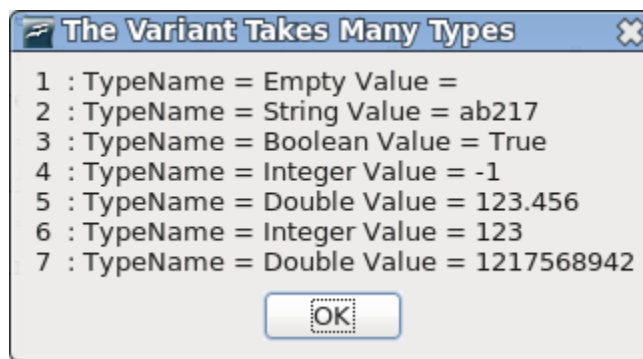 The Variant Takes Many Types
1 : TypeName = Empty Value =
2 : TypeName = String Value = ab217
3 : TypeName = Boolean Value = True
4 : TypeName = Integer Value = -1
5 : TypeName = Double Value = 123.456
6 : TypeName = Integer Value = 123
7 : TypeName = Double Value = 1217568942
OK